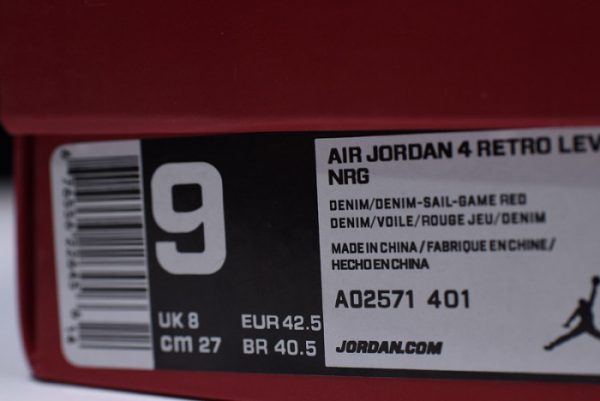 9
UK 8 EUR 42.5
cm 27 BR 40.5
AIR JORDAN 4 RETRO LEV
NRG
DENIM/DENIM-SAIL-GAME RED
DENIM/VOILE/ROUGE JEU/DENIM
MADE IN CHINA / FABRIQUE EN CHINE /
HECHO EN CHINA
AO2571 401
JORDAN.COM